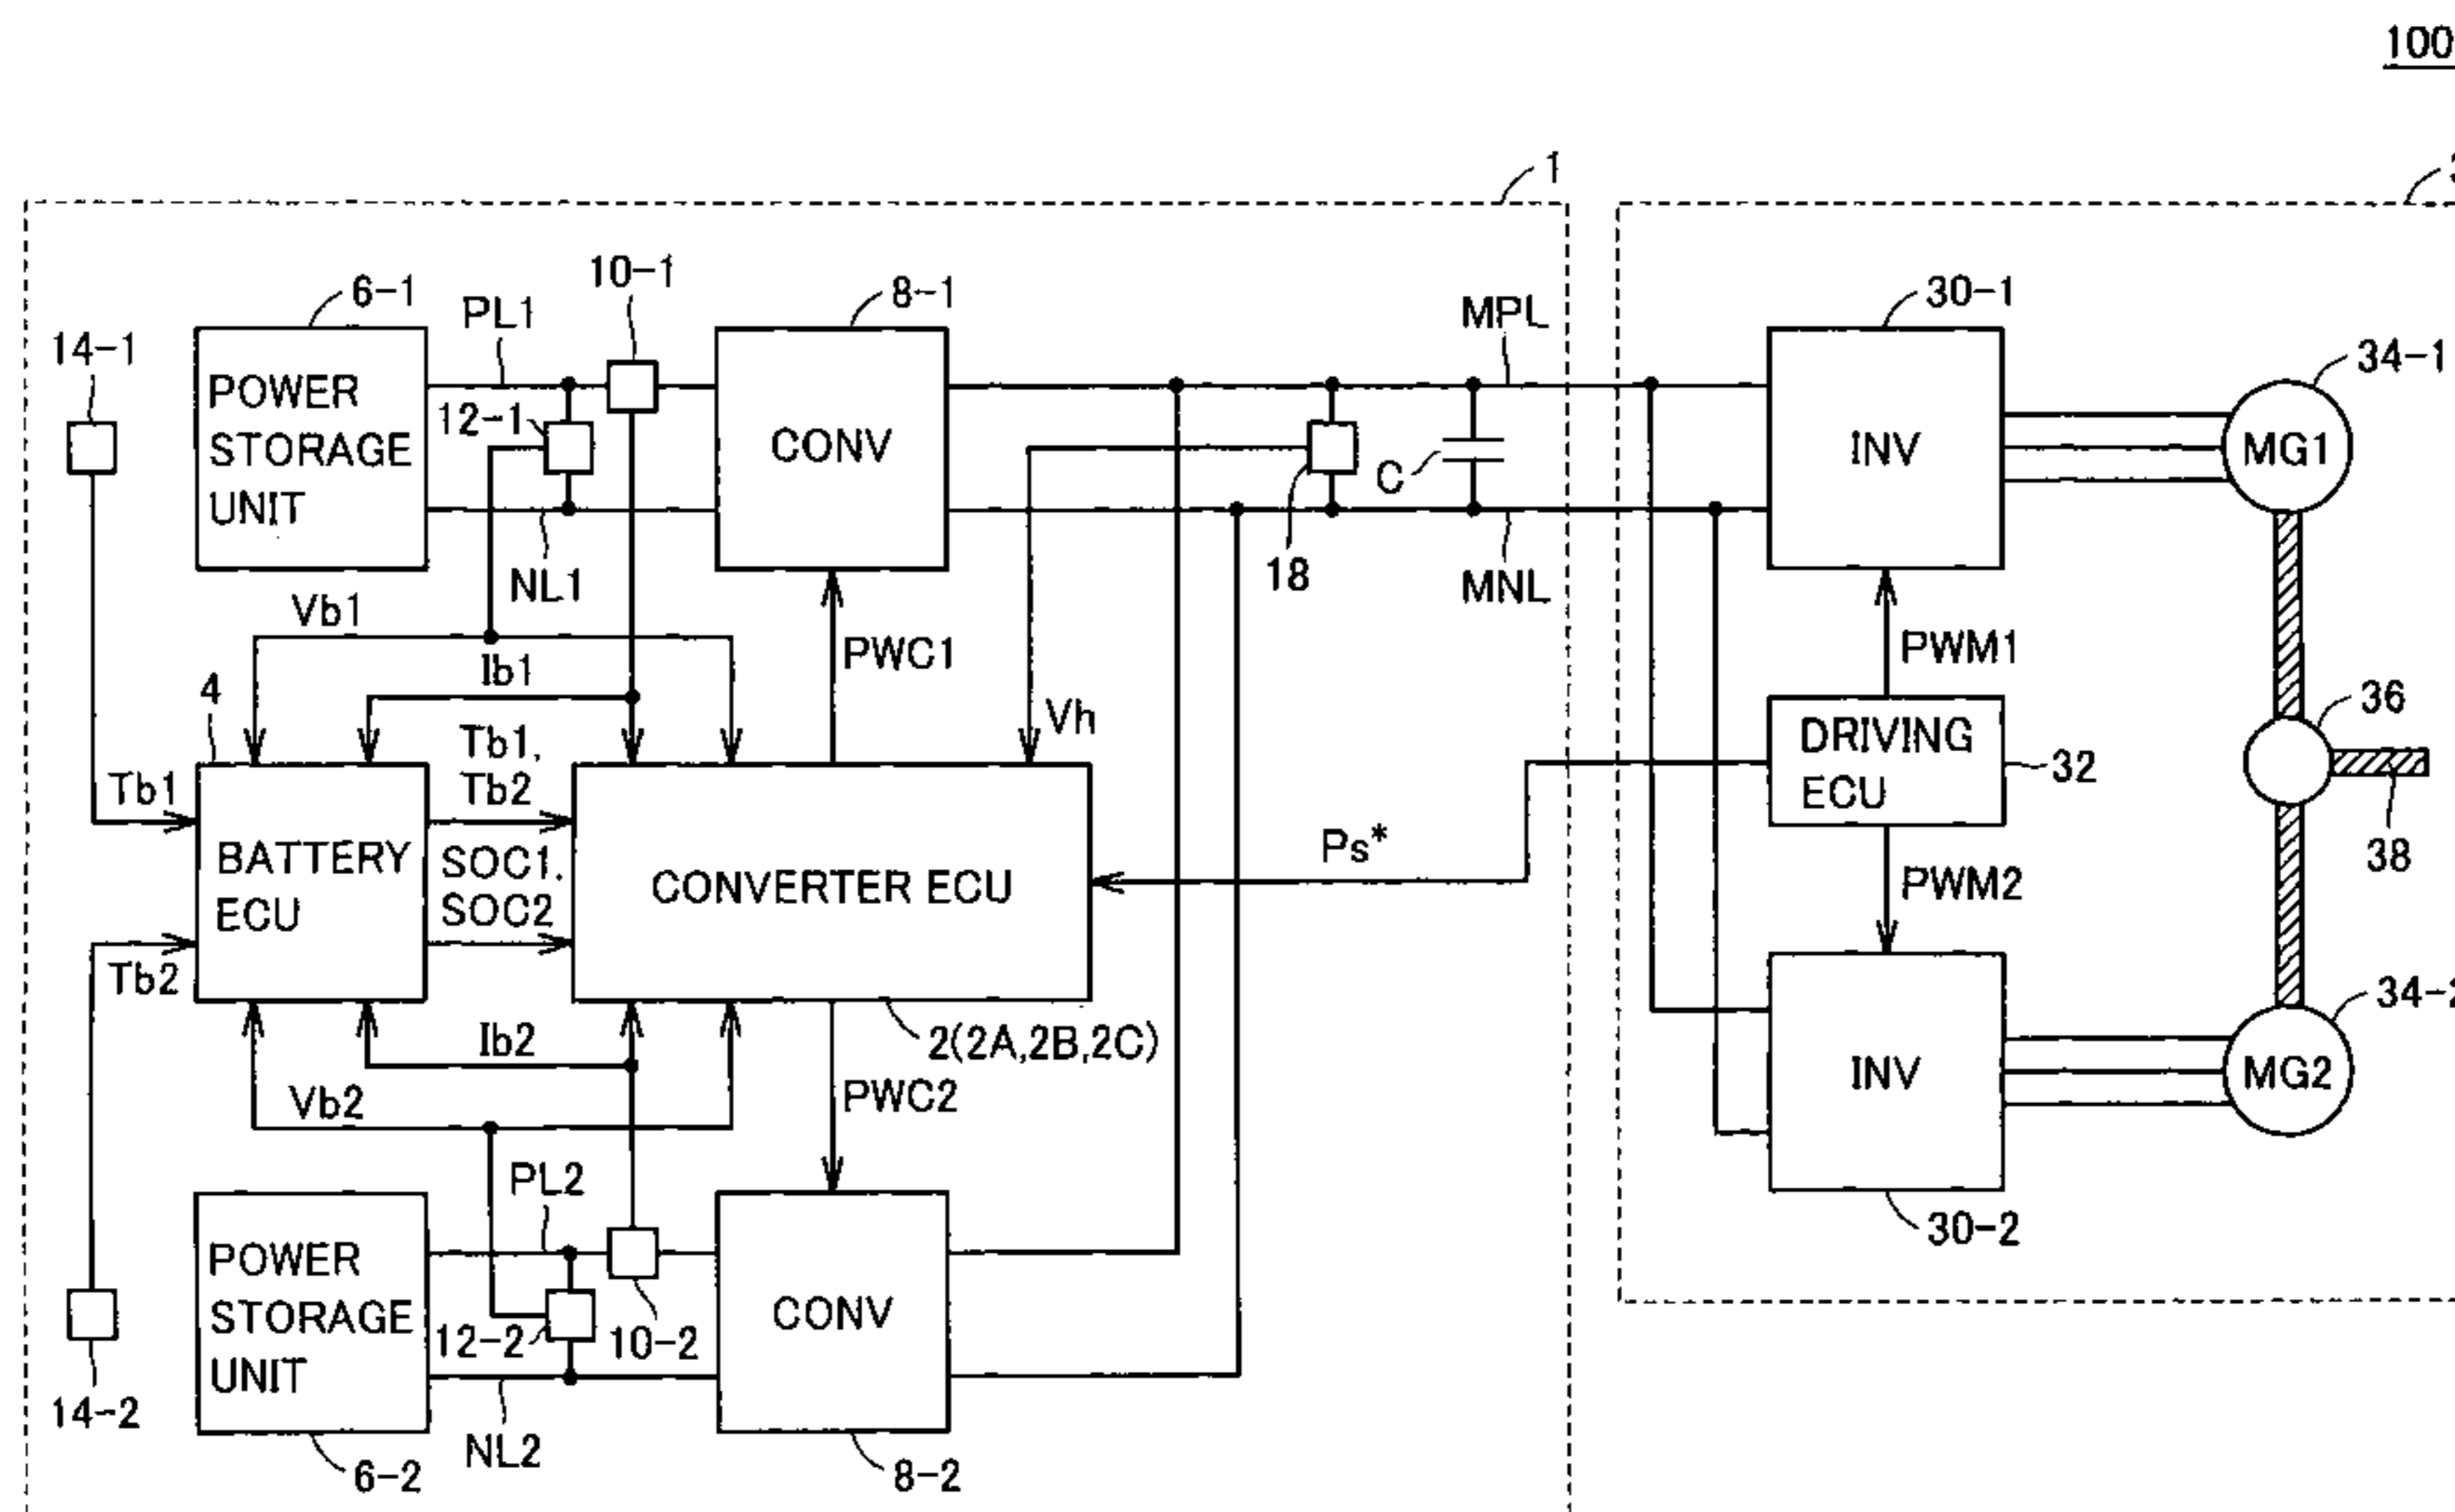 100
1
3
10-1
6-1
PL1
8-1
MPL
30-1
14-1
34-1
POWER
STORAGE
UNIT
12-1
CONV
C
INV
MG1
18
NL1
MNL
Vb1
PWC1
PWM1
Ib1
4
Vh
36
Tb1,
Tb2
DRIVING
ECU
32
Tb1
BATTERY
ECU
SOC1,
SOC2
CONVERTER ECU
Ps*
38
PWM2
Tb2
34-2
Ib2
2(2A,2B,2C)
Vb2
PWC2
INV
MG2
PL2
30-2
POWER
STORAGE
UNIT
12-2
10-2
CONV
14-2
NL2
6-2
8-2